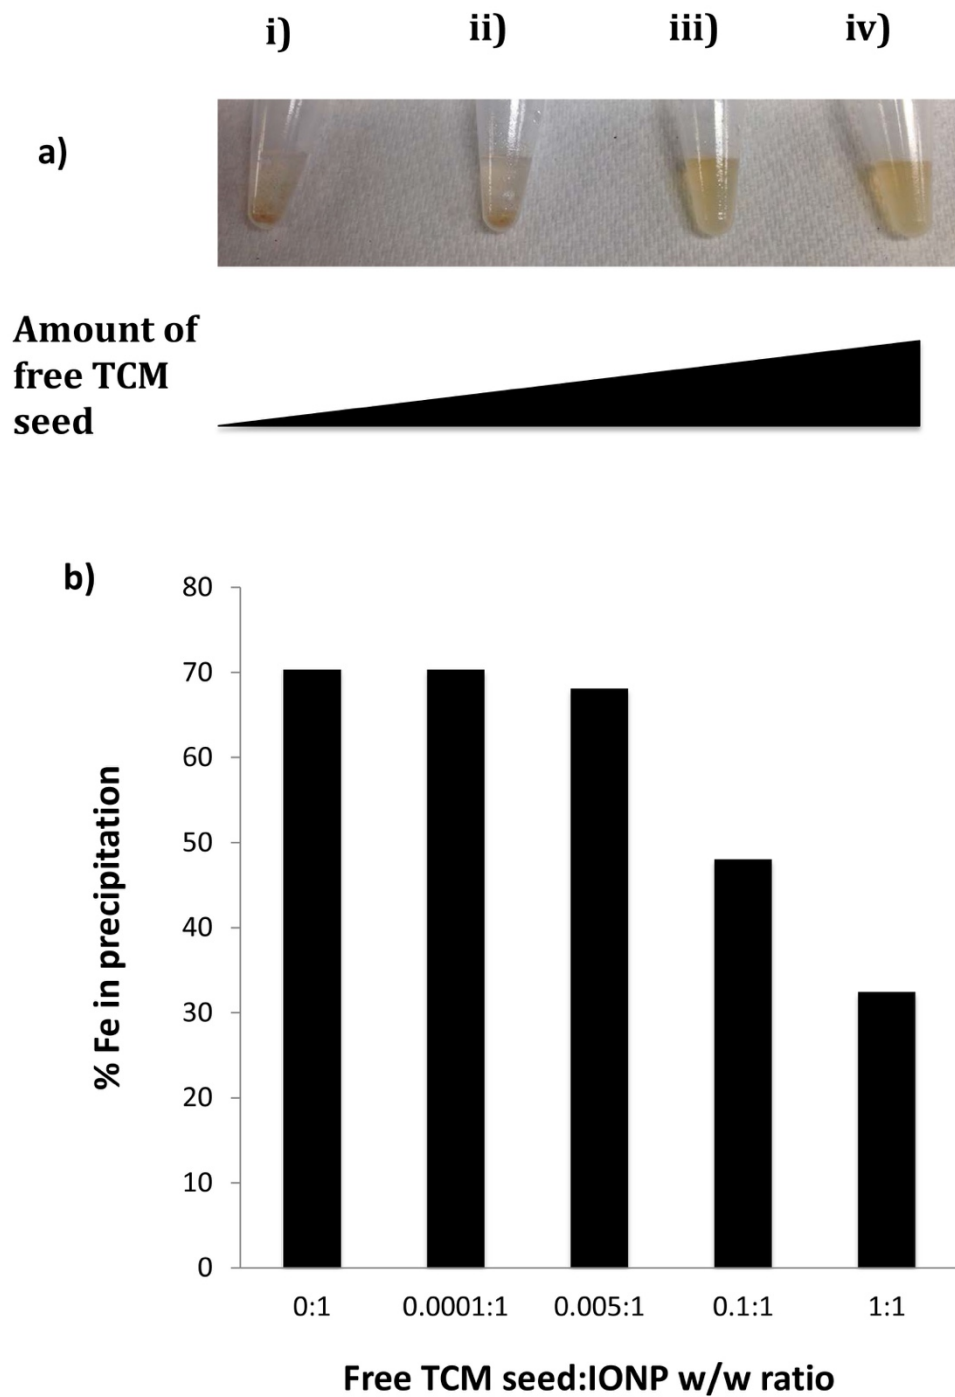 i) ii) iii) iv)
a)
Amount of
free TCM
seed
b)
80
70
60
50
40
30
20
10
0
% Fe in precipitation
0:1 0.0001:1 0.005:1 0.1:1 1:1
Free TCM seed:IONP w/w ratio